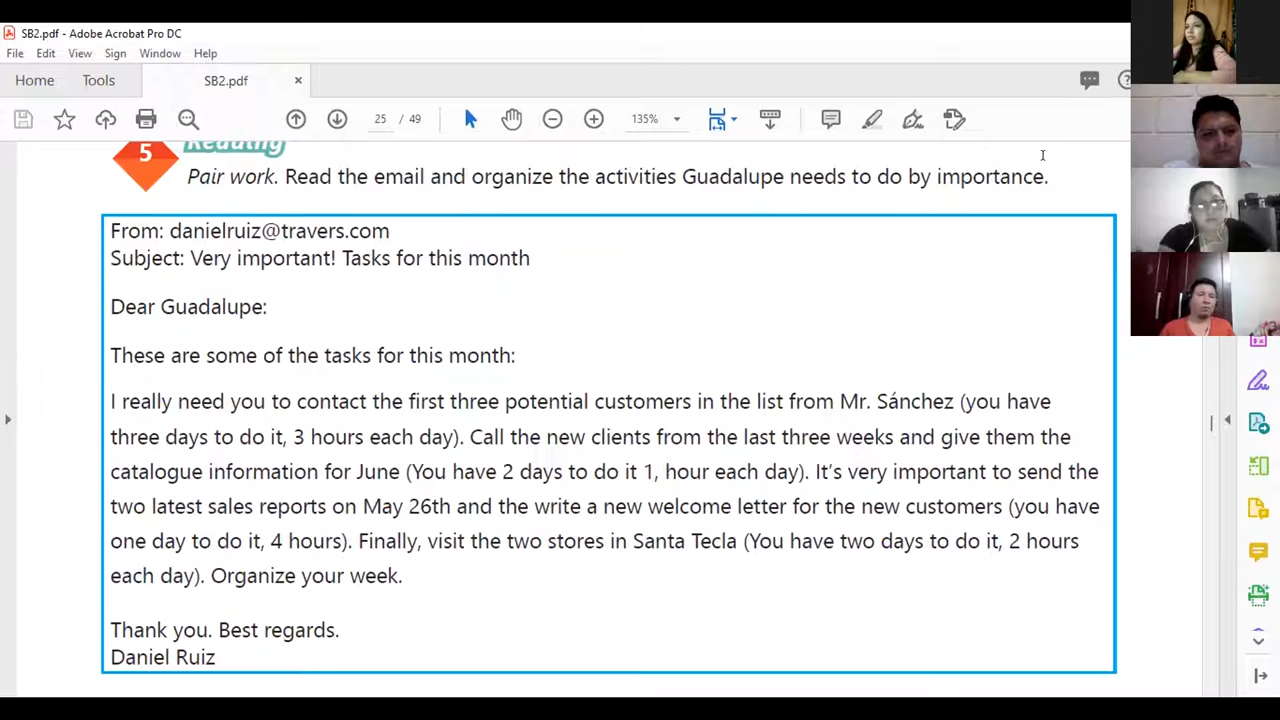 SB2.pdf - Adobe Acrobat Pro DC
File Edit View Sign Window Help
Home Tools SB2.pdf ×
25 / 49 135%
5 Reading
Pair work. Read the email and organize the activities Guadalupe needs to do by importance.
From: danielruiz@travers.com
Subject: Very important! Tasks for this month
Dear Guadalupe:
These are some of the tasks for this month:
I really need you to contact the first three potential customers in the list from Mr. Sánchez (you have
three days to do it, 3 hours each day). Call the new clients from the last three weeks and give them the
catalogue information for June (You have 2 days to do it 1, hour each day). It's very important to send the
two latest sales reports on May 26th and the write a new welcome letter for the new customers (you have
one day to do it, 4 hours). Finally, visit the two stores in Santa Tecla (You have two days to do it, 2 hours
each day). Organize your week.
Thank you. Best regards.
Daniel Ruiz